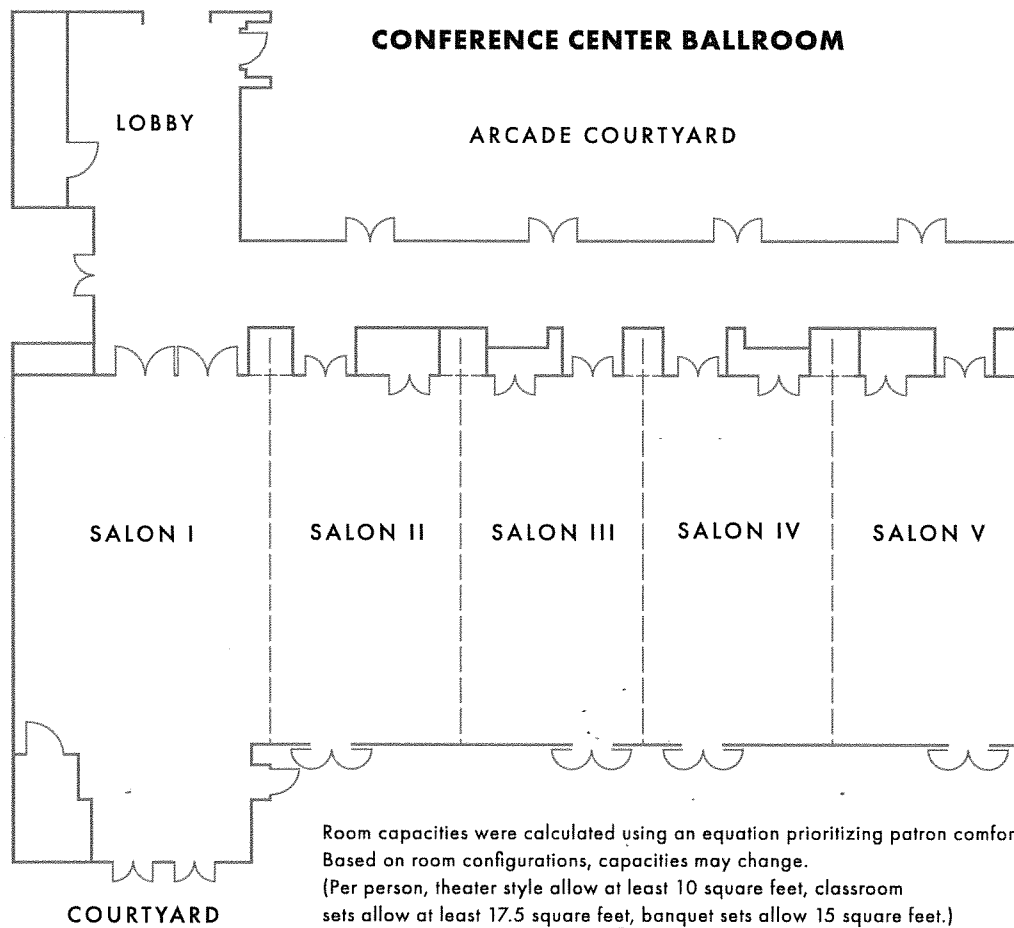 CONFERENCE CENTER BALLROOM
LOBBY
ARCADE COURTYARD
SALON I
SALON II
SALON III
SALON IV
SALON V
Room capacities were calculated using an equation prioritizing patron comfor
Based on room configurations, capacities may change.
(Per person, theater style allow at least 10 square feet, classroom
sets allow at least 17.5 square feet, banquet sets allow 15 square feet.)
COURTYARD